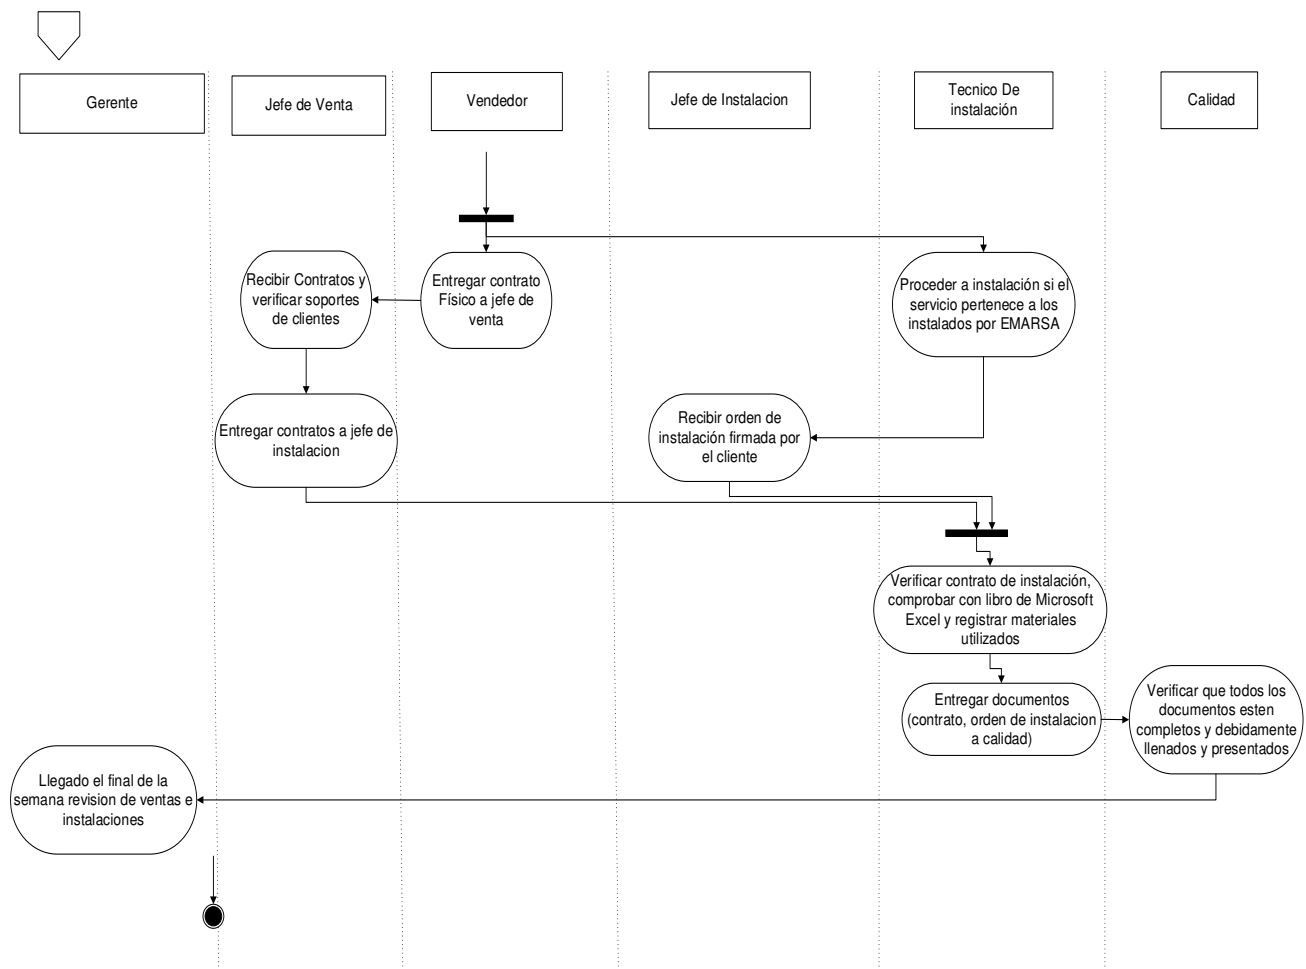 Gerente
Jefe de Venta
Vendedor
Jefe de Instalacion
Tecnico De
instalación
Calidad
Recibir Contratos y
verificar soportes
de clientes
Entregar contrato
Físico a jefe de
venta
Proceder a instalación si el
servicio pertenece a los
instalados por EMARSA
Entregar contratos a jefe de
instalacion
Recibir orden de
instalación firmada por
el cliente
Verificar contrato de instalación,
comprobar con libro de Microsoft
Excel y registrar materiales
utilizados
Entregar documentos
(contrato, orden de instalacion
a calidad)
Verificar que todos los
documentos esten
completos y debidamente
llenados y presentados
Llegado el final de la
semana revision de ventas e
instalaciones